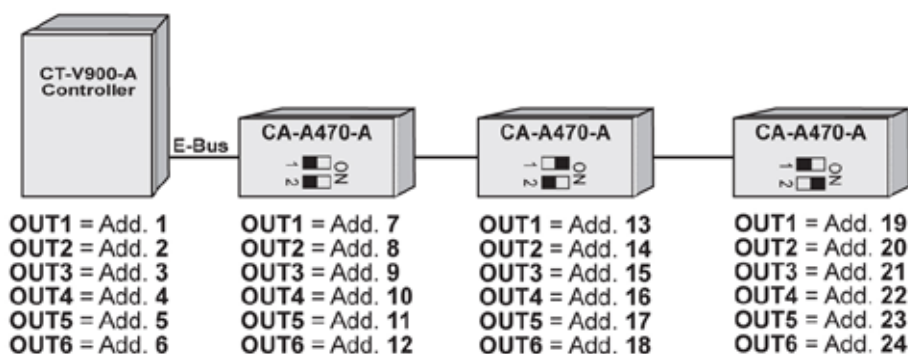 CT-V900-A
Controller
E-Bus
CA-A470-A
1
2
ON
CA-A470-A
1
2
ON
CA-A470-A
1
2
ON
OUT1 = Add. 1
OUT2 = Add. 2
OUT3 = Add. 3
OUT4 = Add. 4
OUT5 = Add. 5
OUT6 = Add. 6
OUT1 = Add. 7
OUT2 = Add. 8
OUT3 = Add. 9
OUT4 = Add. 10
OUT5 = Add. 11
OUT6 = Add. 12
OUT1 = Add. 13
OUT2 = Add. 14
OUT3 = Add. 15
OUT4 = Add. 16
OUT5 = Add. 17
OUT6 = Add. 18
OUT1 = Add. 19
OUT2 = Add. 20
OUT3 = Add. 21
OUT4 = Add. 22
OUT5 = Add. 23
OUT6 = Add. 24